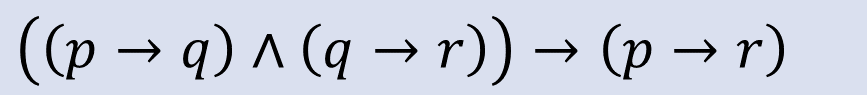 ((𝑝 → 𝑞) ∧ (𝑞 → 𝑟)) → (𝑝 → 𝑟)